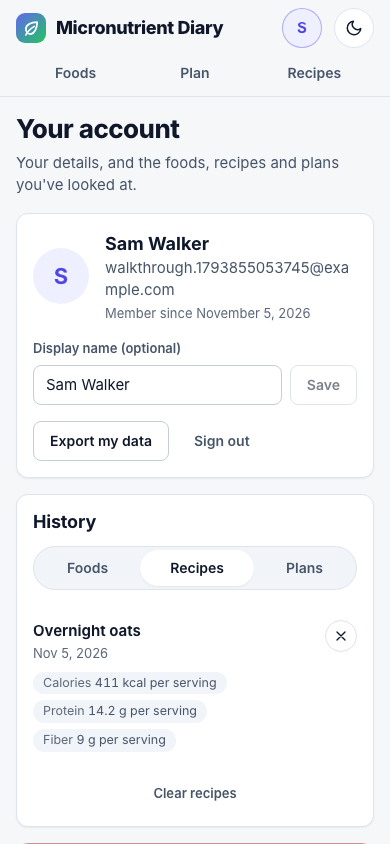 Micronutrient Diary
S
Foods
Plan
Recipes
Your account
Your details, and the foods, recipes and plans
you've looked at.
S
Sam Walker
walkthrough.1793855053745@exa
mple.com
Member since November 5, 2026
Display name (optional)
Sam Walker
Save
Export my data
Sign out
History
Foods
Recipes
Plans
Overnight oats
Nov 5, 2026
Calories 411 kcal per serving
Protein 14.2 g per serving
Fiber 9 g per serving
Clear recipes